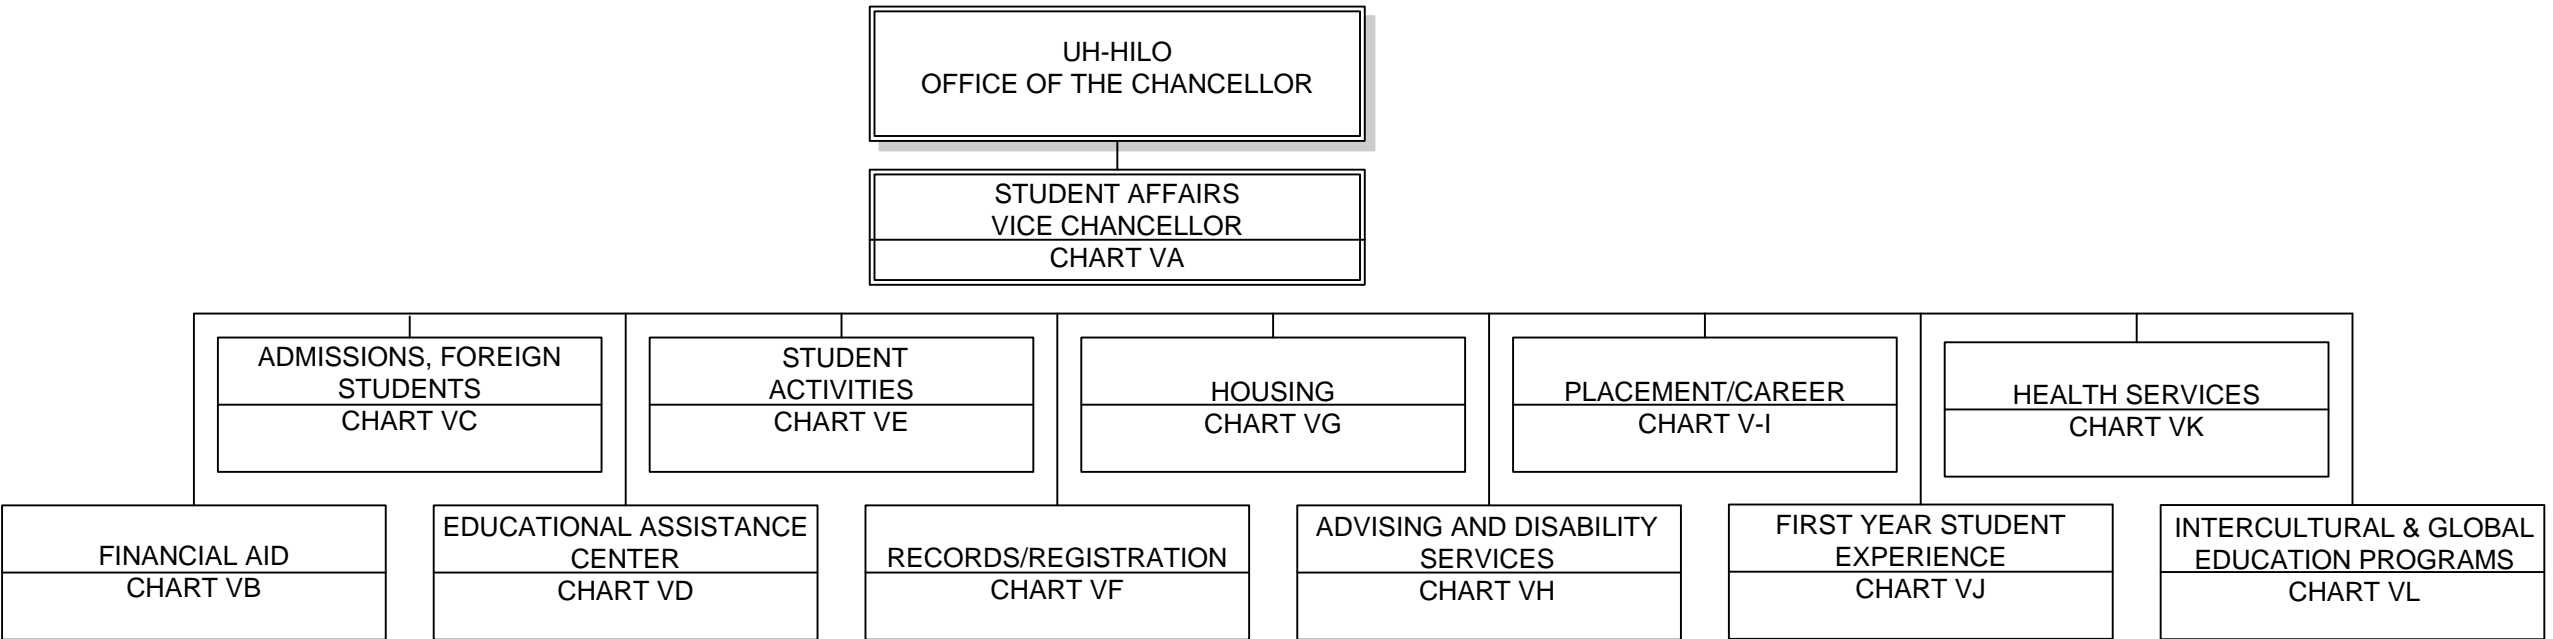 UH-HILO
OFFICE OF THE CHANCELLOR
STUDENT AFFAIRS
VICE CHANCELLOR
CHART VA
ADMISSIONS, FOREIGN
STUDENTS
CHART VC
STUDENT
ACTIVITIES
CHART VE
HOUSING
CHART VG
PLACEMENT/CAREER
CHART V-I
HEALTH SERVICES
CHART VK
FINANCIAL AID
CHART VB
EDUCATIONAL ASSISTANCE
CENTER
CHART VD
RECORDS/REGISTRATION
CHART VF
ADVISING AND DISABILITY
SERVICES
CHART VH
FIRST YEAR STUDENT
EXPERIENCE
CHART VJ
INTERCULTURAL & GLOBAL
EDUCATION PROGRAMS
CHART VL